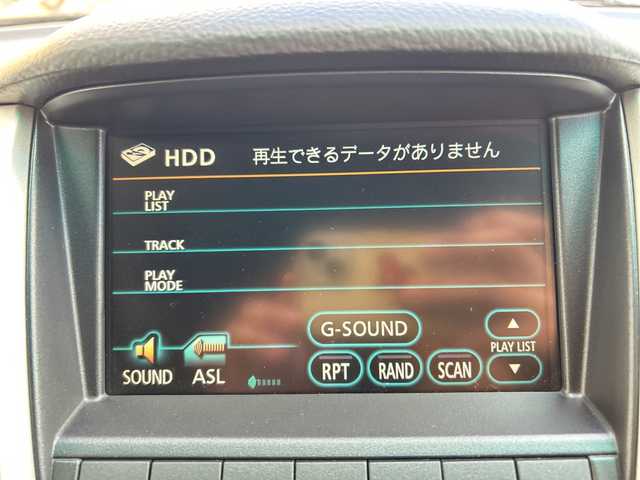 HDD 再生できるデータがありません
PLAY
LIST
TRACK
PLAY
MODE
G-SOUND
SOUND ASL RPT RAND SCAN PLAY LIST